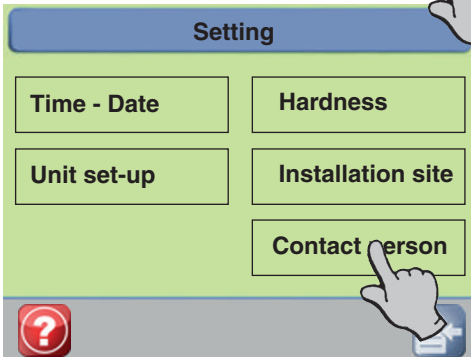 Setting
Time - Date
Hardness
Unit set-up
Installation site
Contact person
?